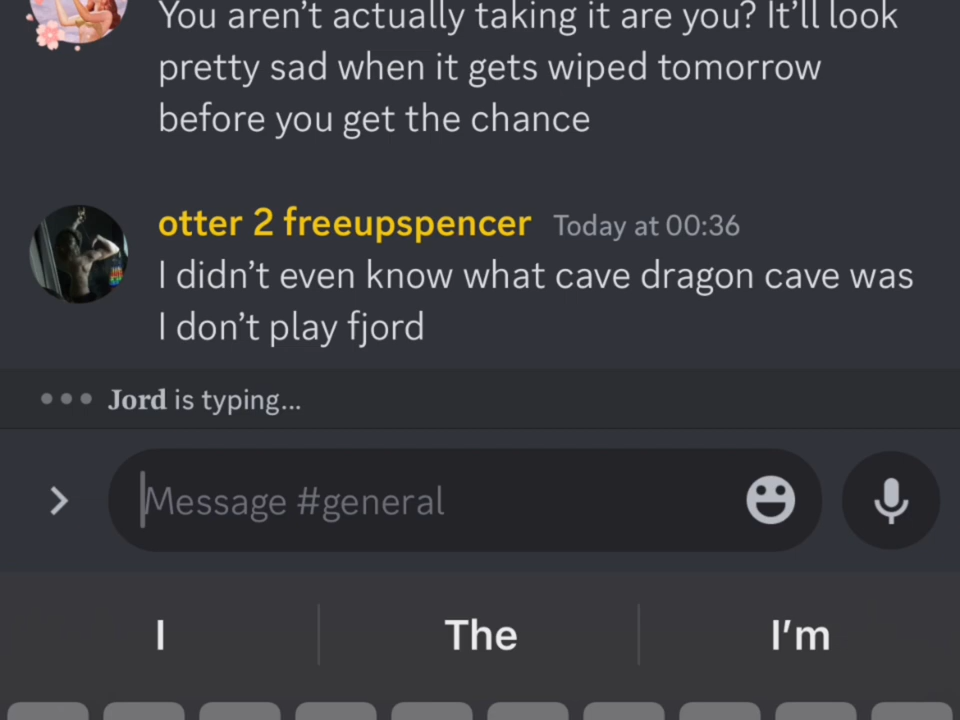 You aren't actually taking it are you? It'll look
pretty sad when it gets wiped tomorrow
before you get the chance
otter 2 freeupspencer Today at 00:36
I didn't even know what cave dragon cave was
I don't play fjord
Jord is typing...
Message #general
I The I'm